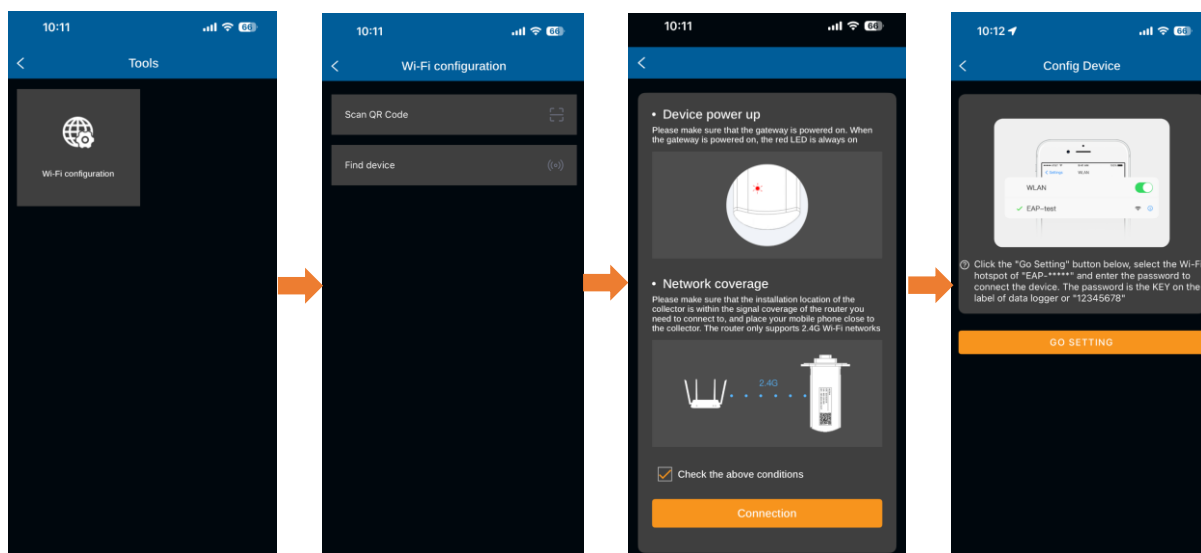 10:11
66
Tools
Wi-Fi configuration
10:11
66
Wi-Fi configuration
Scan QR Code
Find device
10:11
66
• Device power up
Please make sure that the gateway is powered on. When
the gateway is powered on, the red LED is always on
• Network coverage
Please make sure that the installation location of the
collector is within the signal coverage of the router you
need to connect to, and place your mobile phone close to
the collector. The router only supports 2.4G Wi-Fi networks
2.4G
Check the above conditions
Connection
10:12
66
Config Device
Settings
WLAN
WLAN
EAP-test
Click the "Go Setting" button below, select the Wi-Fi
hotspot of "EAP-*****" and enter the password to
connect the device. The password is the KEY on the
label of data logger or "12345678"
GO SETTING